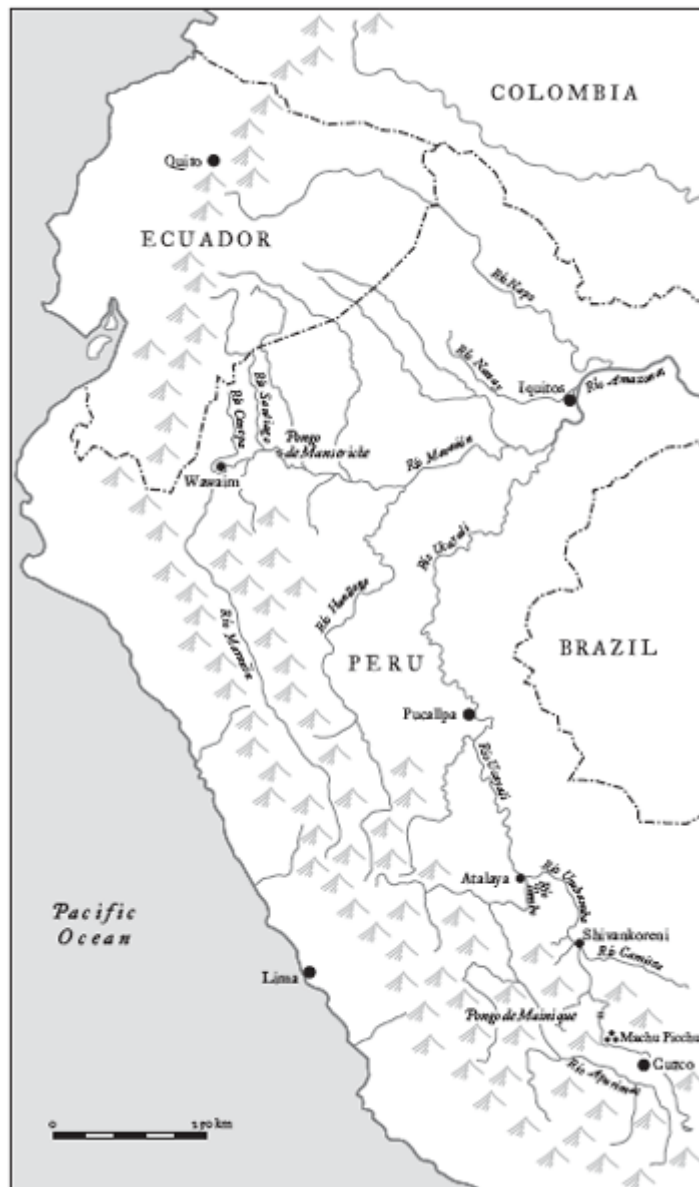 COLOMBIA
Quito
ECUADOR
Río Napo
Río Nanay
Iquitos
Río Amazonas
Río Cenepa
Río Santiago
Pongo
de Manseriche
Río Marañón
Wawaim
Río
Río Huallaga
Río Marañón
PERU
BRAZIL
Pucallpa
Río Ucayali
Atalaya
Río
Río Urubamba
Shivankoreni
Río Camisea
Pacific
Ocean
Lima
Pongo de Mainique
Machu Picchu
Cuzco
Río Apurímac
250 km